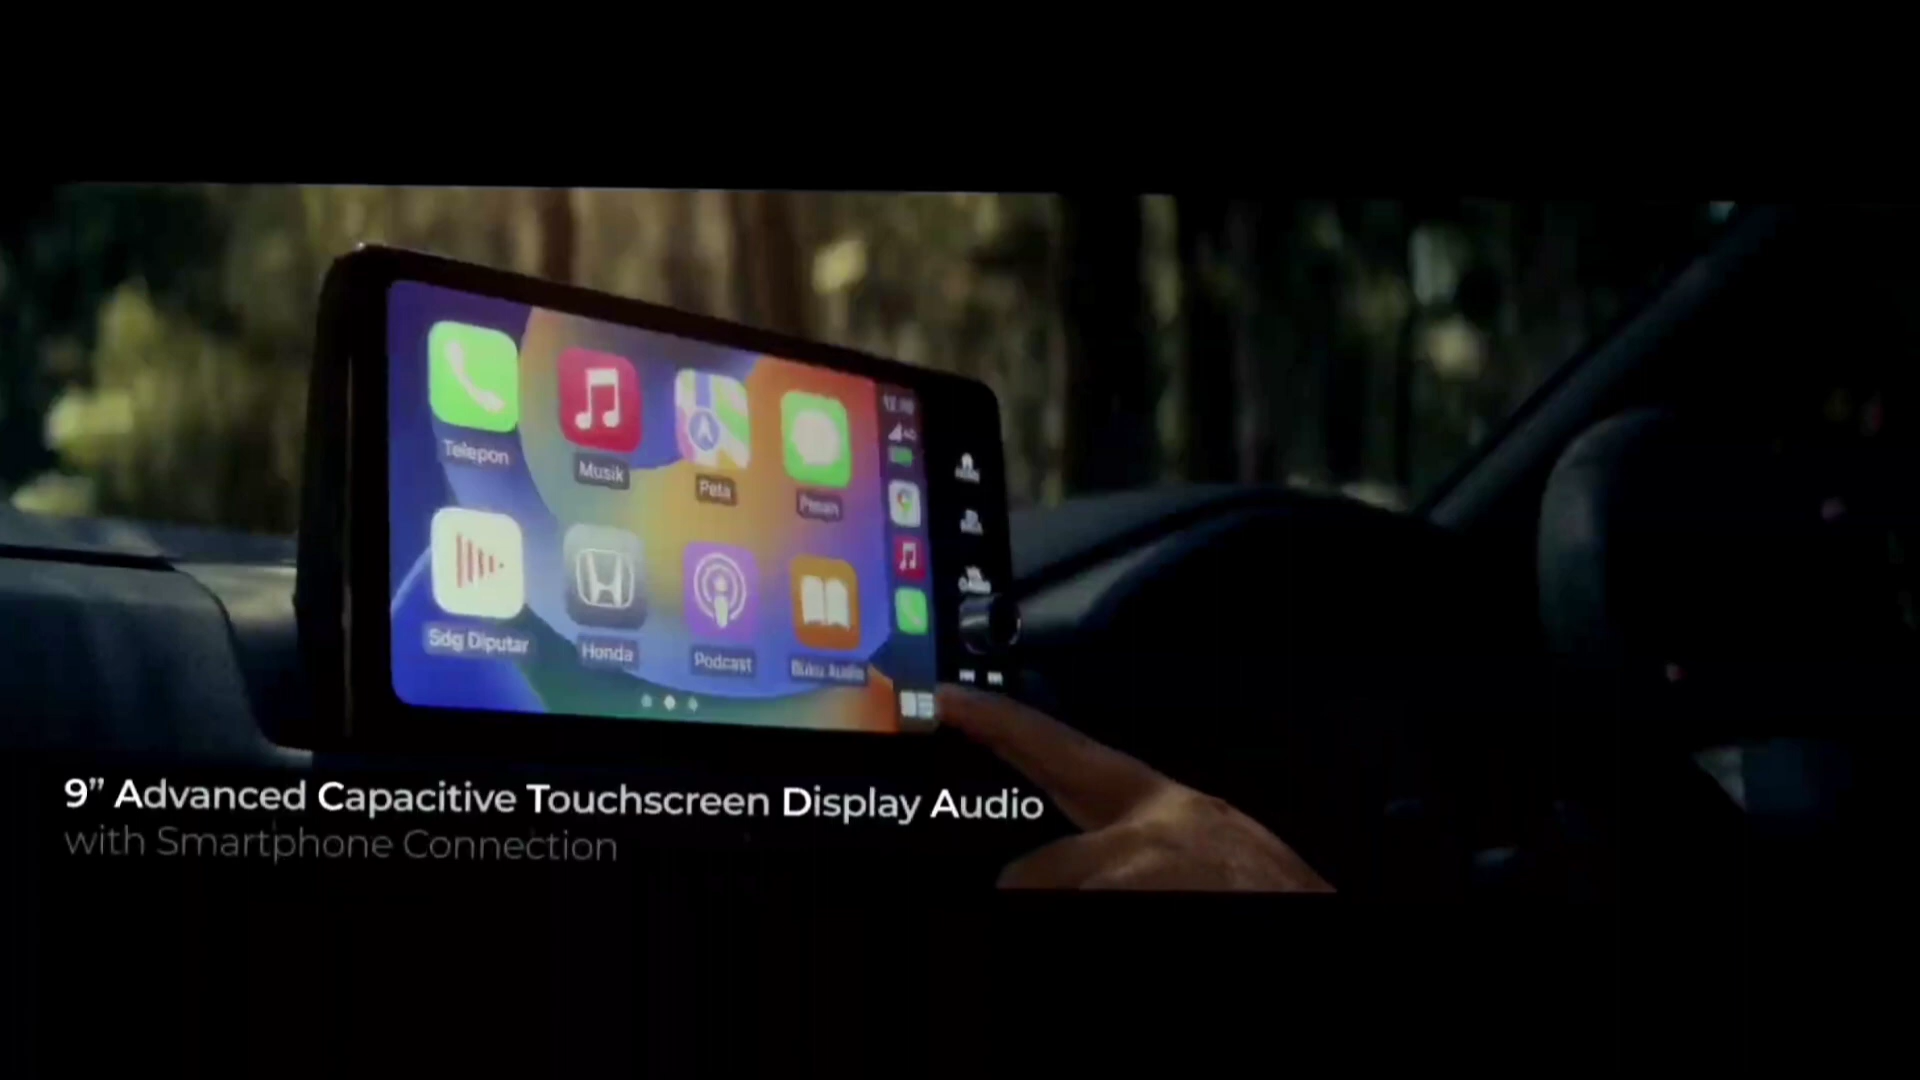 Telepon
Musik
Peta
Pesan
Sdg Diputar
Honda
Podcast
Buku Audio
9” Advanced Capacitive Touchscreen Display Audio
with Smartphone Connection